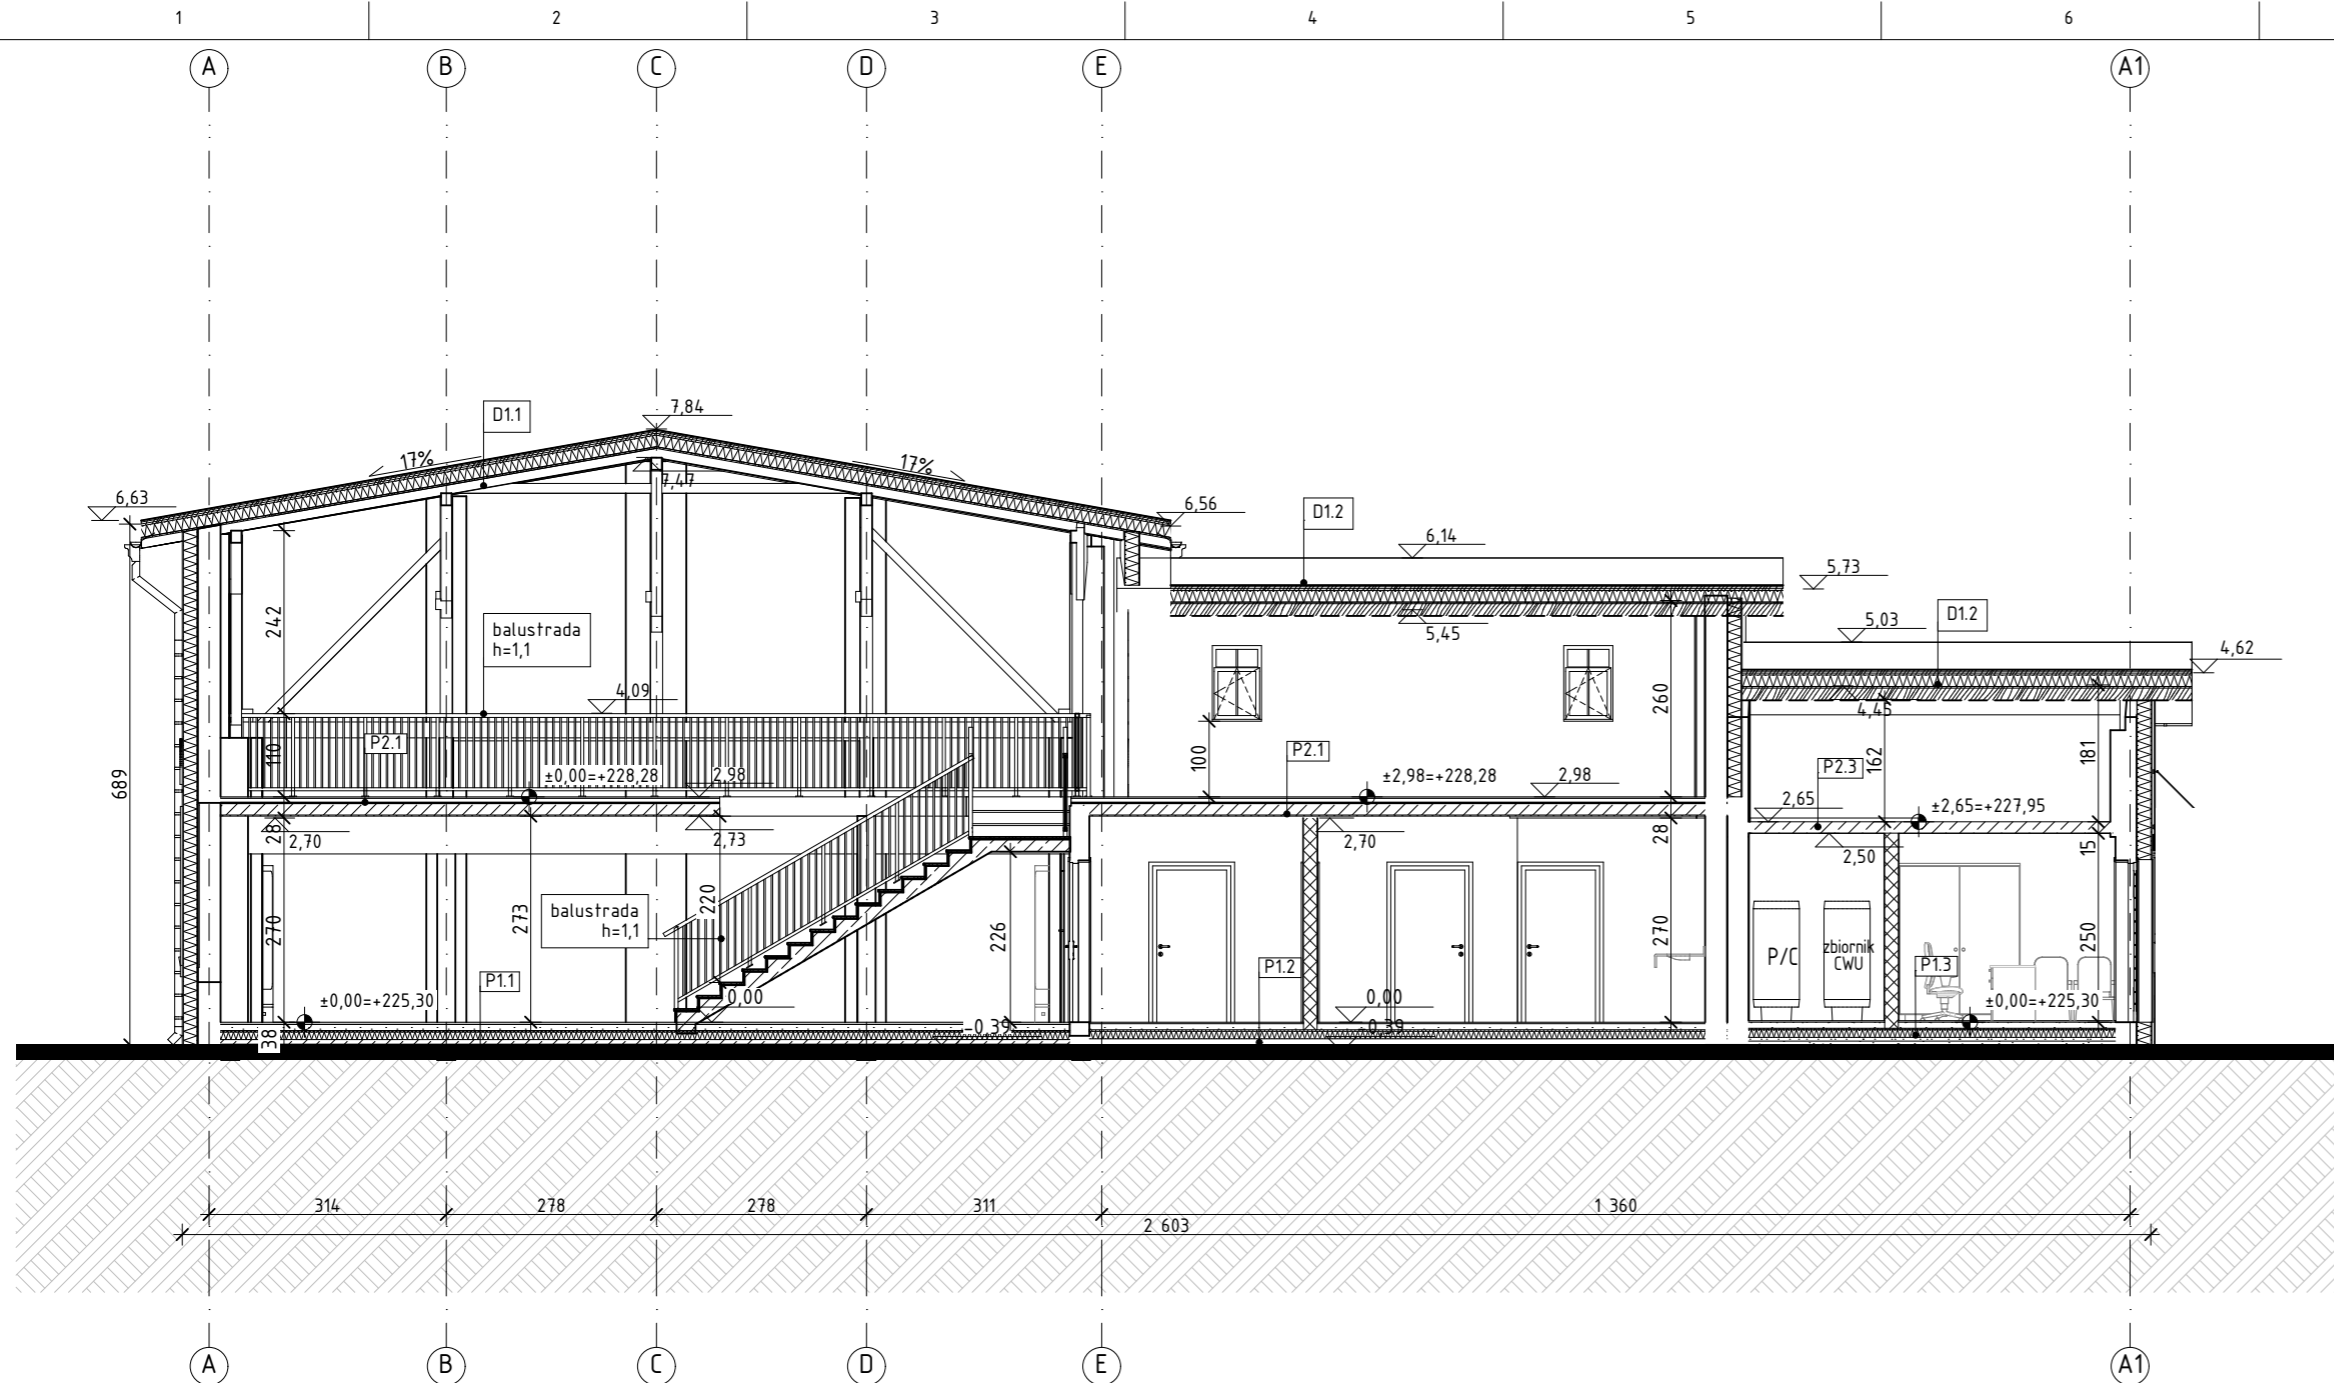 1 2 3 4 5 6
A B C D E A1
D1.1
7,84
17%
17%
7,47
6,63
6,56
D1.2
6,14
5,73
5,45
5,03
D1.2
4,62
4,45
242
balustrada
h=1,1
4,09
260
P2.1
110
±0,00=+228,28
2,98
689
100
P2.1
±2,98=+228,28
2,98
162
181
P2.3
2,65
±2,65=+227,95
28
2,70
2,73
2,70
28
2,50
15
220
balustrada
h=1,1
270
273
226
270
P/C
zbiornik
CWU
250
P1.1
P1.2
P1.3
±0,00=+225,30
0,00
0,00
±0,00=+225,30
38
-0,39
-0,39
314 278 278 311 1 360
2 603
A B C D E A1